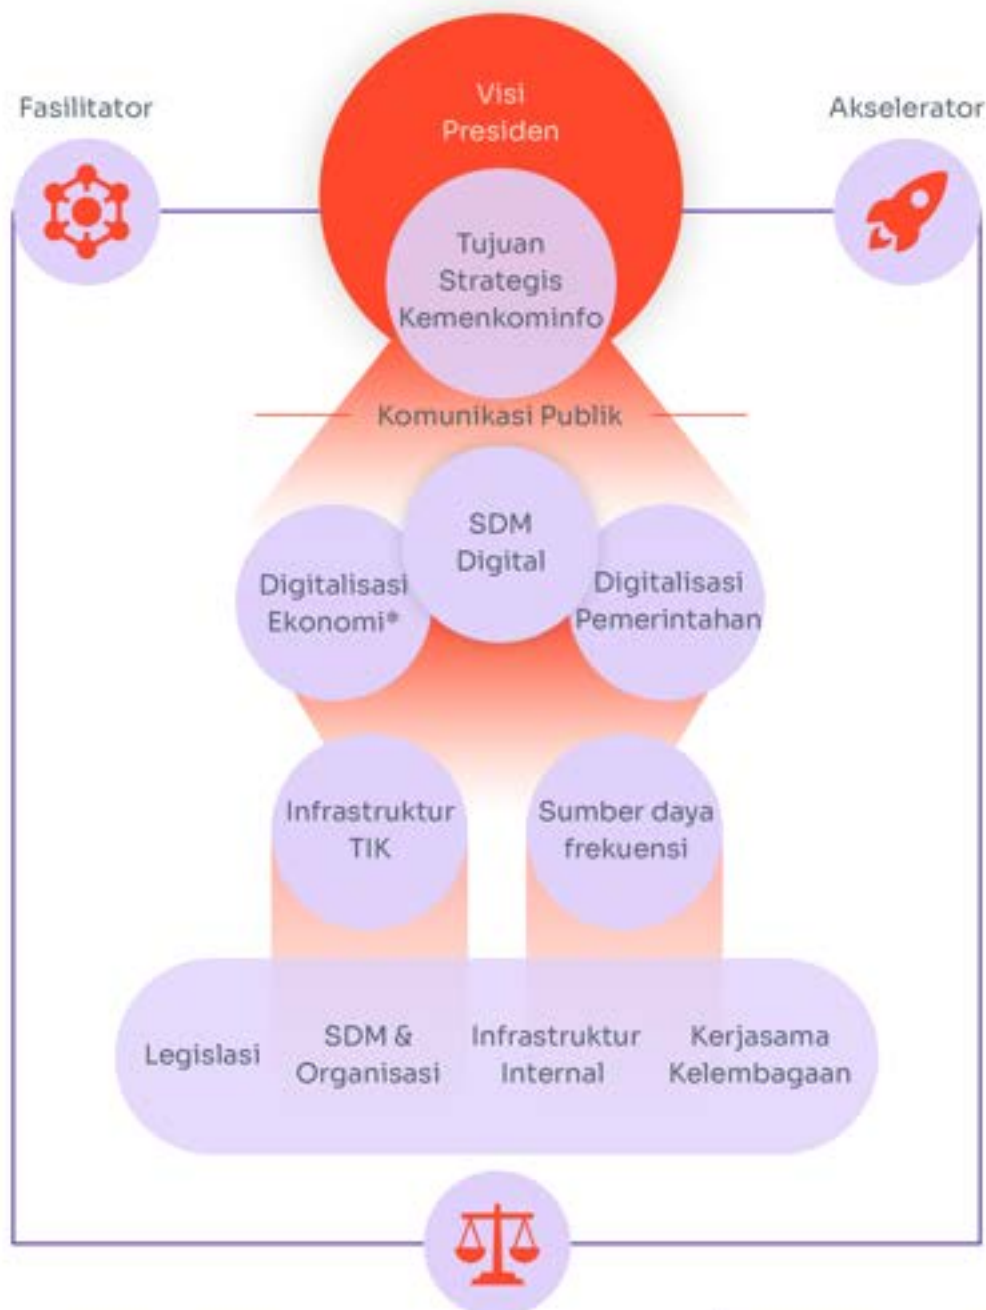 Fasilitator
Visi
Presiden
Akselerator
Tujuan
Strategis
Kemenkominfo
Komunikasi Publik
SDM
Digital
Digitalisasi
Ekonomi*
Digitalisasi
Pemerintahan
Infrastruktur
TIK
Sumber daya
frekuensi
Legislasi
SDM &
Organisasi
Infrastruktur
Internal
Kerjasama
Kelembagaan